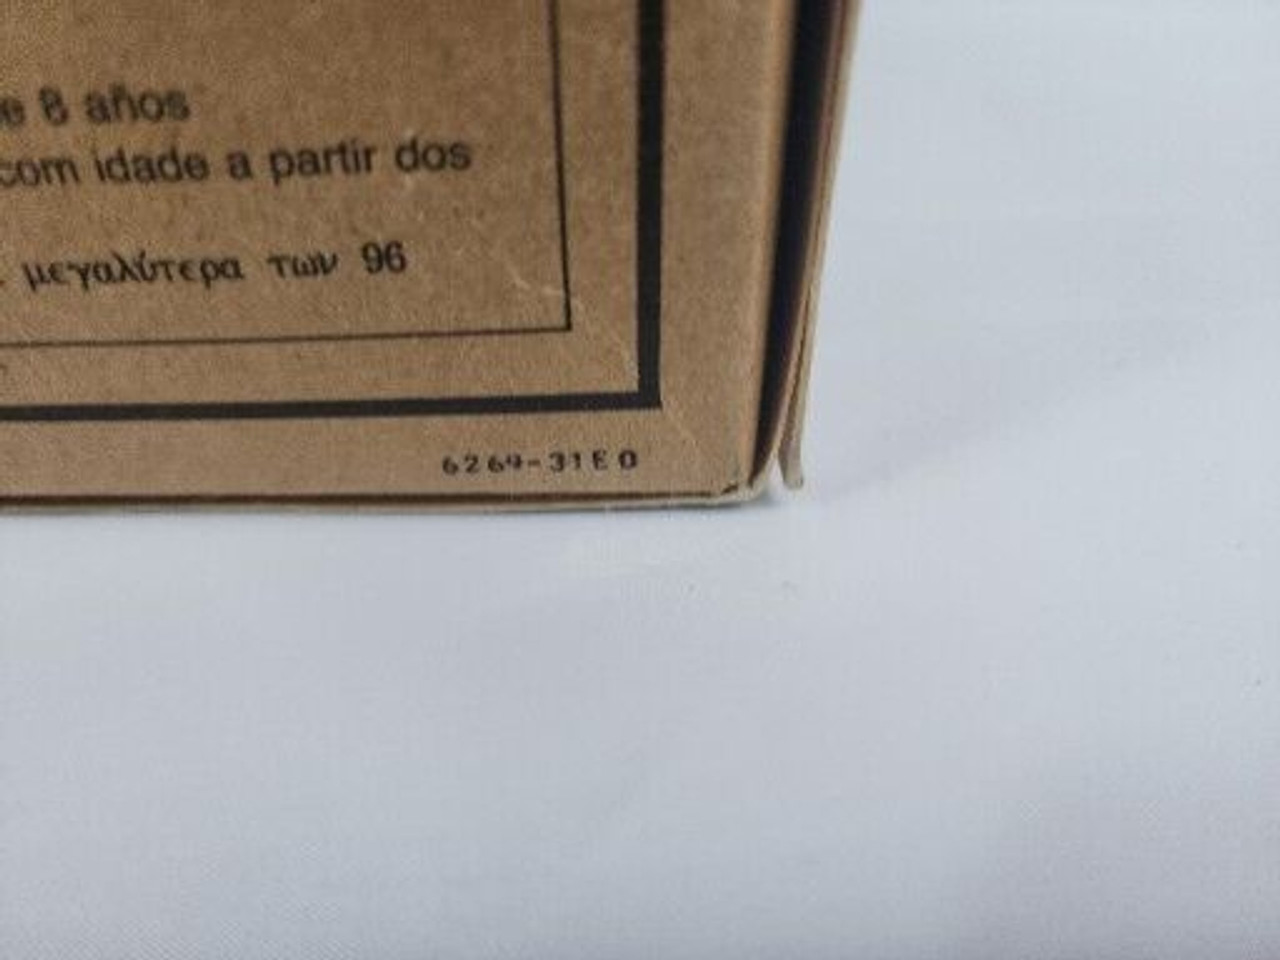 e 8 años
com idade a partir dos
μεγαλύτερα των 96
6269-31E0